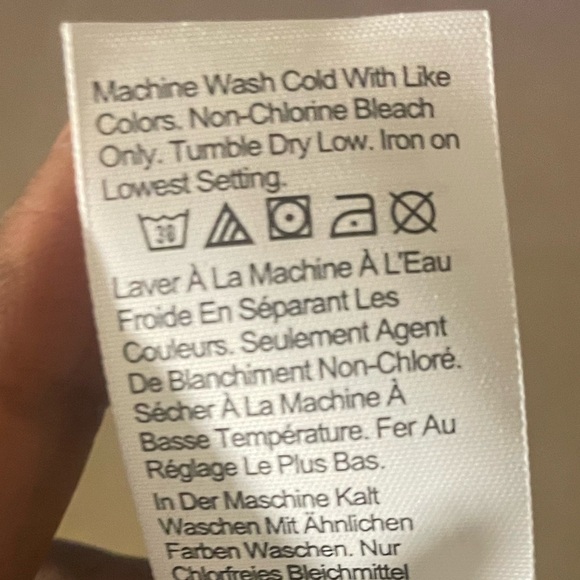 Machine Wash Cold With Like
Colors. Non-Chlorine Bleach
Only. Tumble Dry Low. Iron on
Lowest Setting.
30
Laver À La Machine À L'Eau
Froide En Séparant Les
Couleurs. Seulement Agent
De Blanchiment Non-Chloré.
Sécher À La Machine À
Basse Température. Fer Au
Réglage Le Plus Bas.
In Der Maschine Kalt
Waschen Mit Ähnlichen
Farben Waschen. Nur
Chlorfreies Bleichmittel